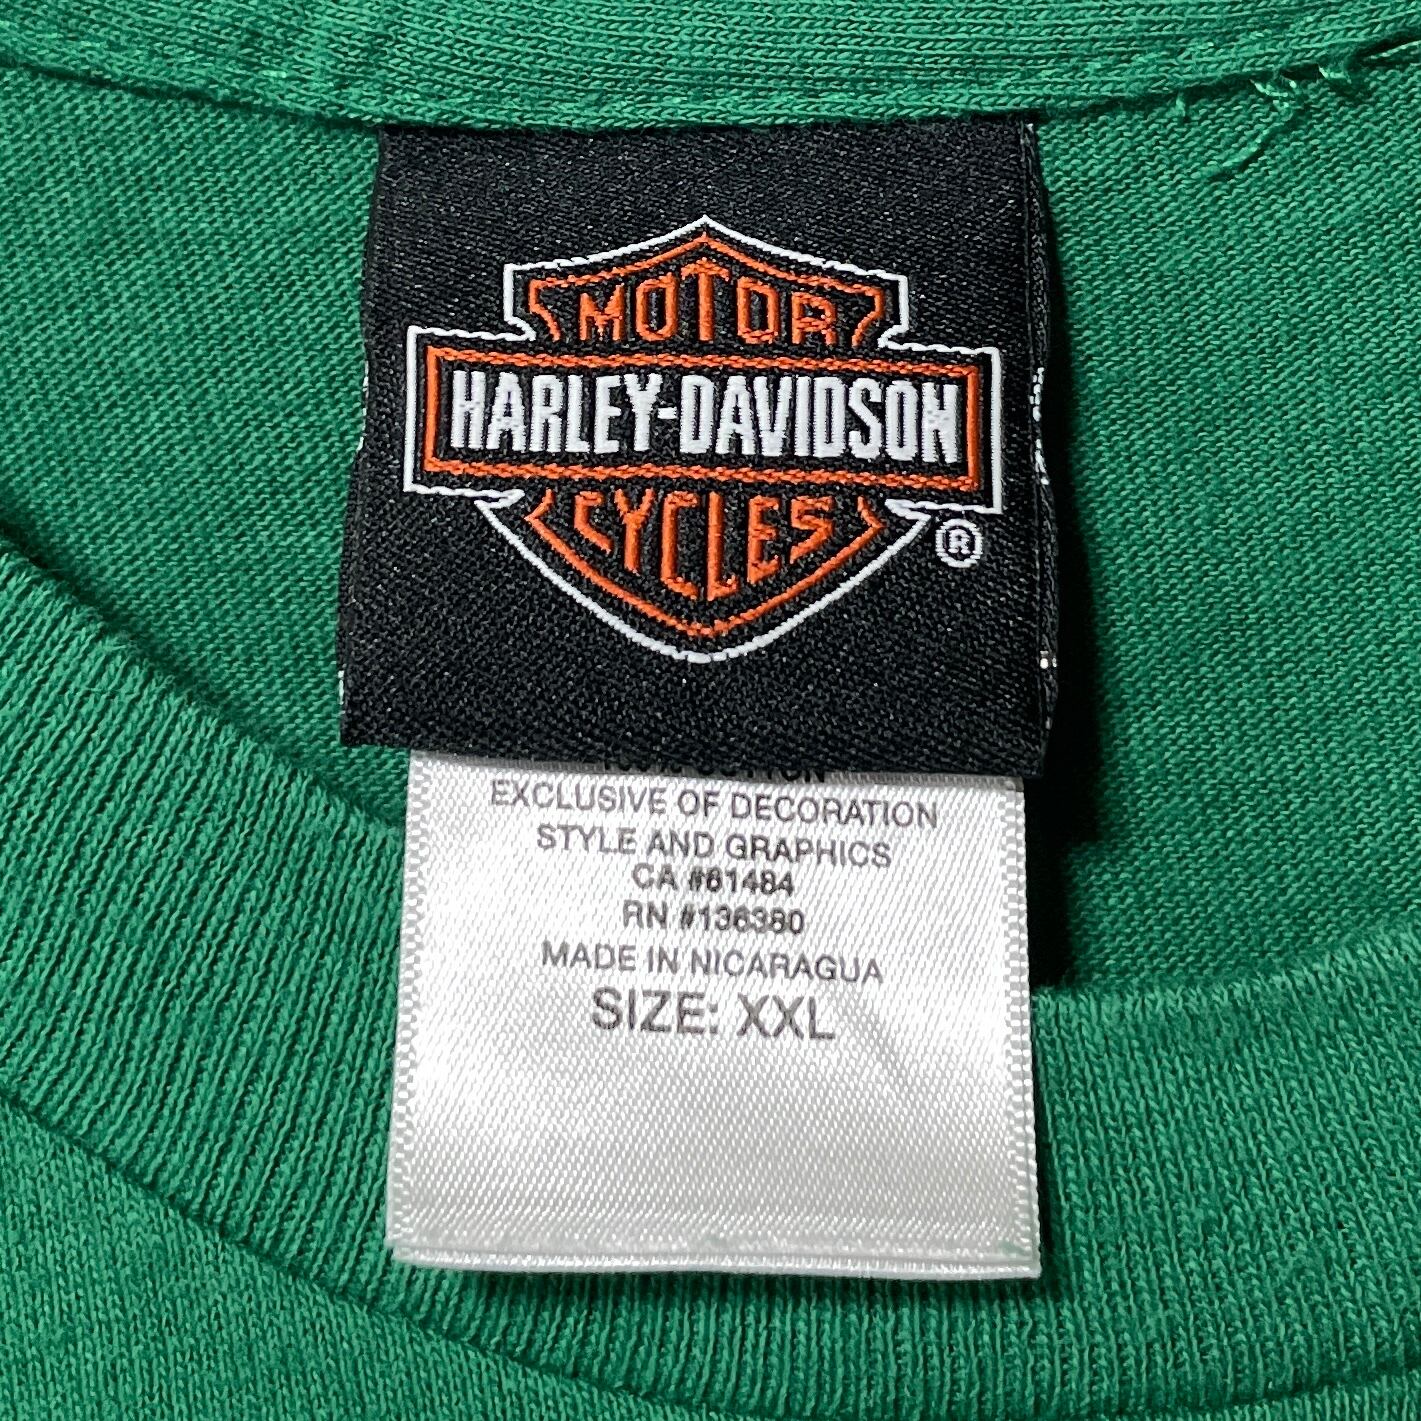 MOTOR
HARLEY-DAVIDSON
CYCLES
®
EXCLUSIVE OF DECORATION
STYLE AND GRAPHICS
CA #61484
RN #136380
MADE IN NICARAGUA
SIZE: XXL